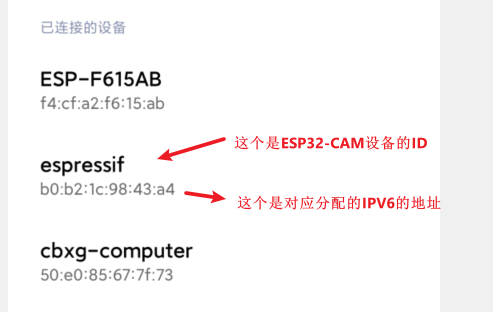 已连接的设备
ESP-F615AB
f4:cf:a2:f6:15:ab
这个是ESP32-CAM设备的ID
espressif
b0:b2:1c:98:43:a4
这个是对应分配的IPV6的地址
cbxg-computer
50:e0:85:67:7f:73